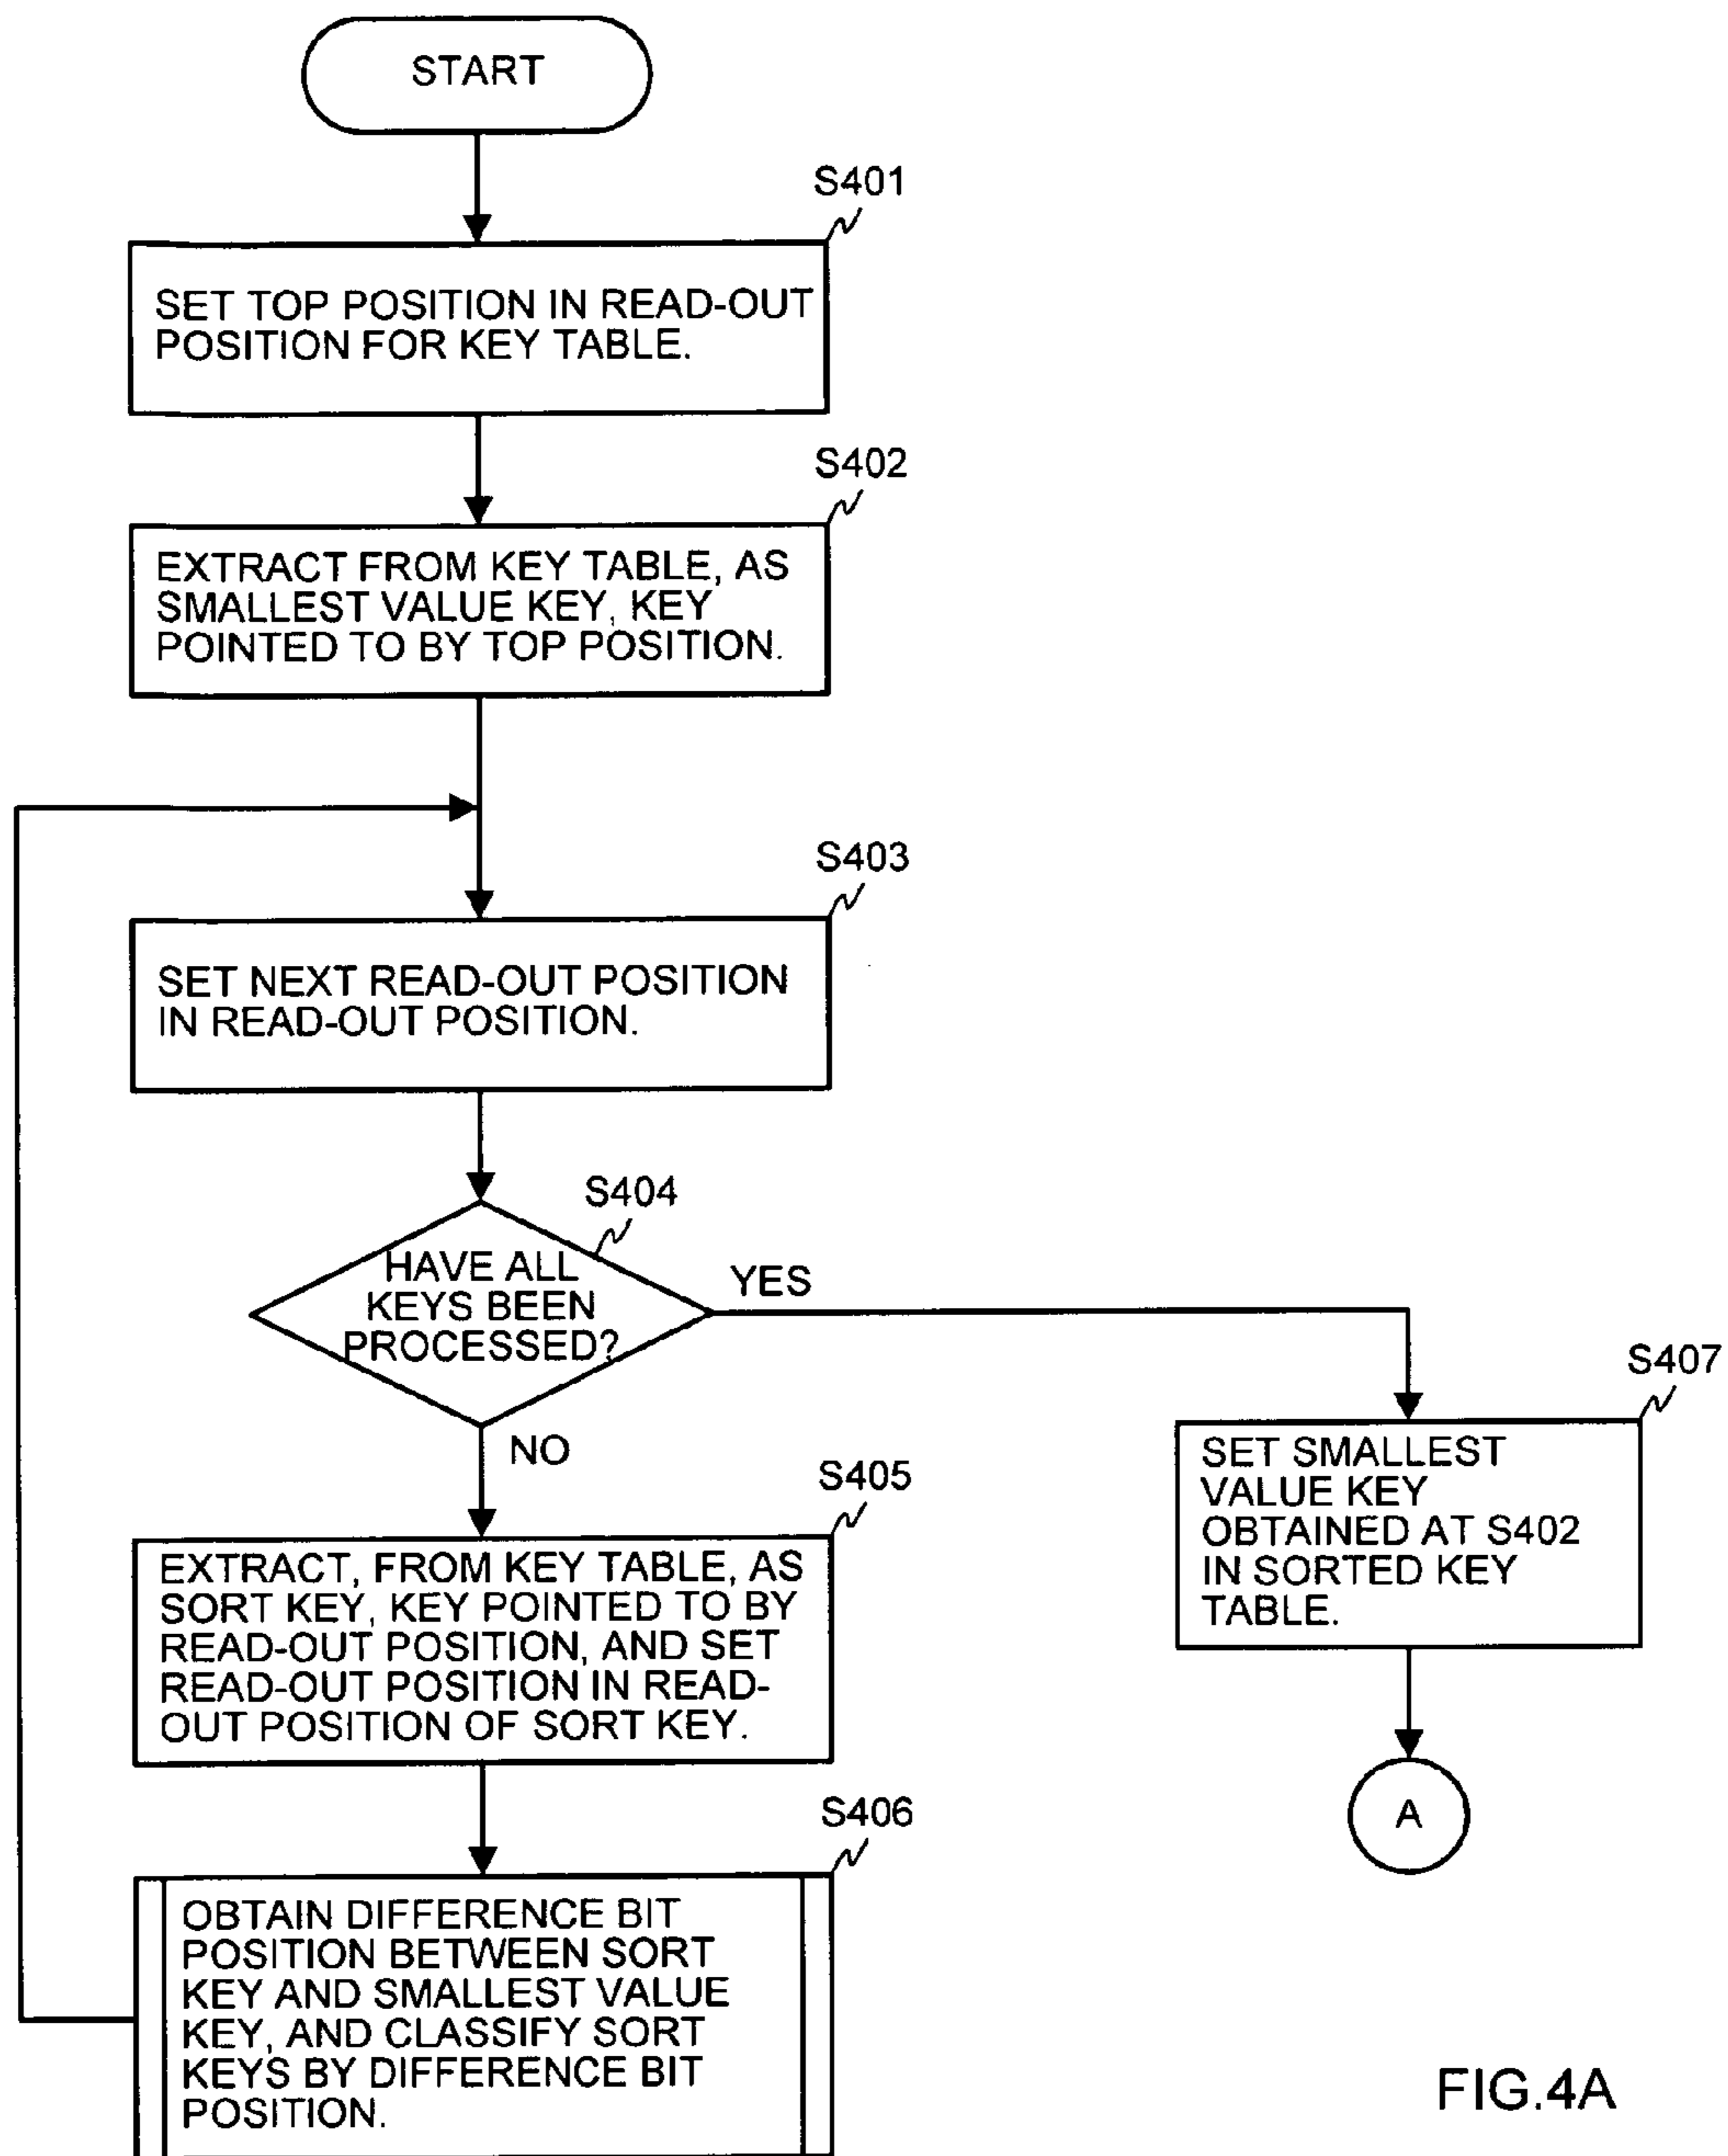 START
S401
SET TOP POSITION IN READ-OUT
POSITION FOR KEY TABLE.
S402
EXTRACT FROM KEY TABLE, AS
SMALLEST VALUE KEY, KEY
POINTED TO BY TOP POSITION.
S403
SET NEXT READ-OUT POSITION
IN READ-OUT POSITION.
S404
HAVE ALL
KEYS BEEN
PROCESSED?
YES
NO
S407
SET SMALLEST
VALUE KEY
OBTAINED AT S402
IN SORTED KEY
TABLE.
S405
EXTRACT, FROM KEY TABLE, AS
SORT KEY, KEY POINTED TO BY
READ-OUT POSITION, AND SET
READ-OUT POSITION IN READ-
OUT POSITION OF SORT KEY.
A
S406
OBTAIN DIFFERENCE BIT
POSITION BETWEEN SORT
KEY AND SMALLEST VALUE
KEY, AND CLASSIFY SORT
KEYS BY DIFFERENCE BIT
POSITION.
FIG.4A